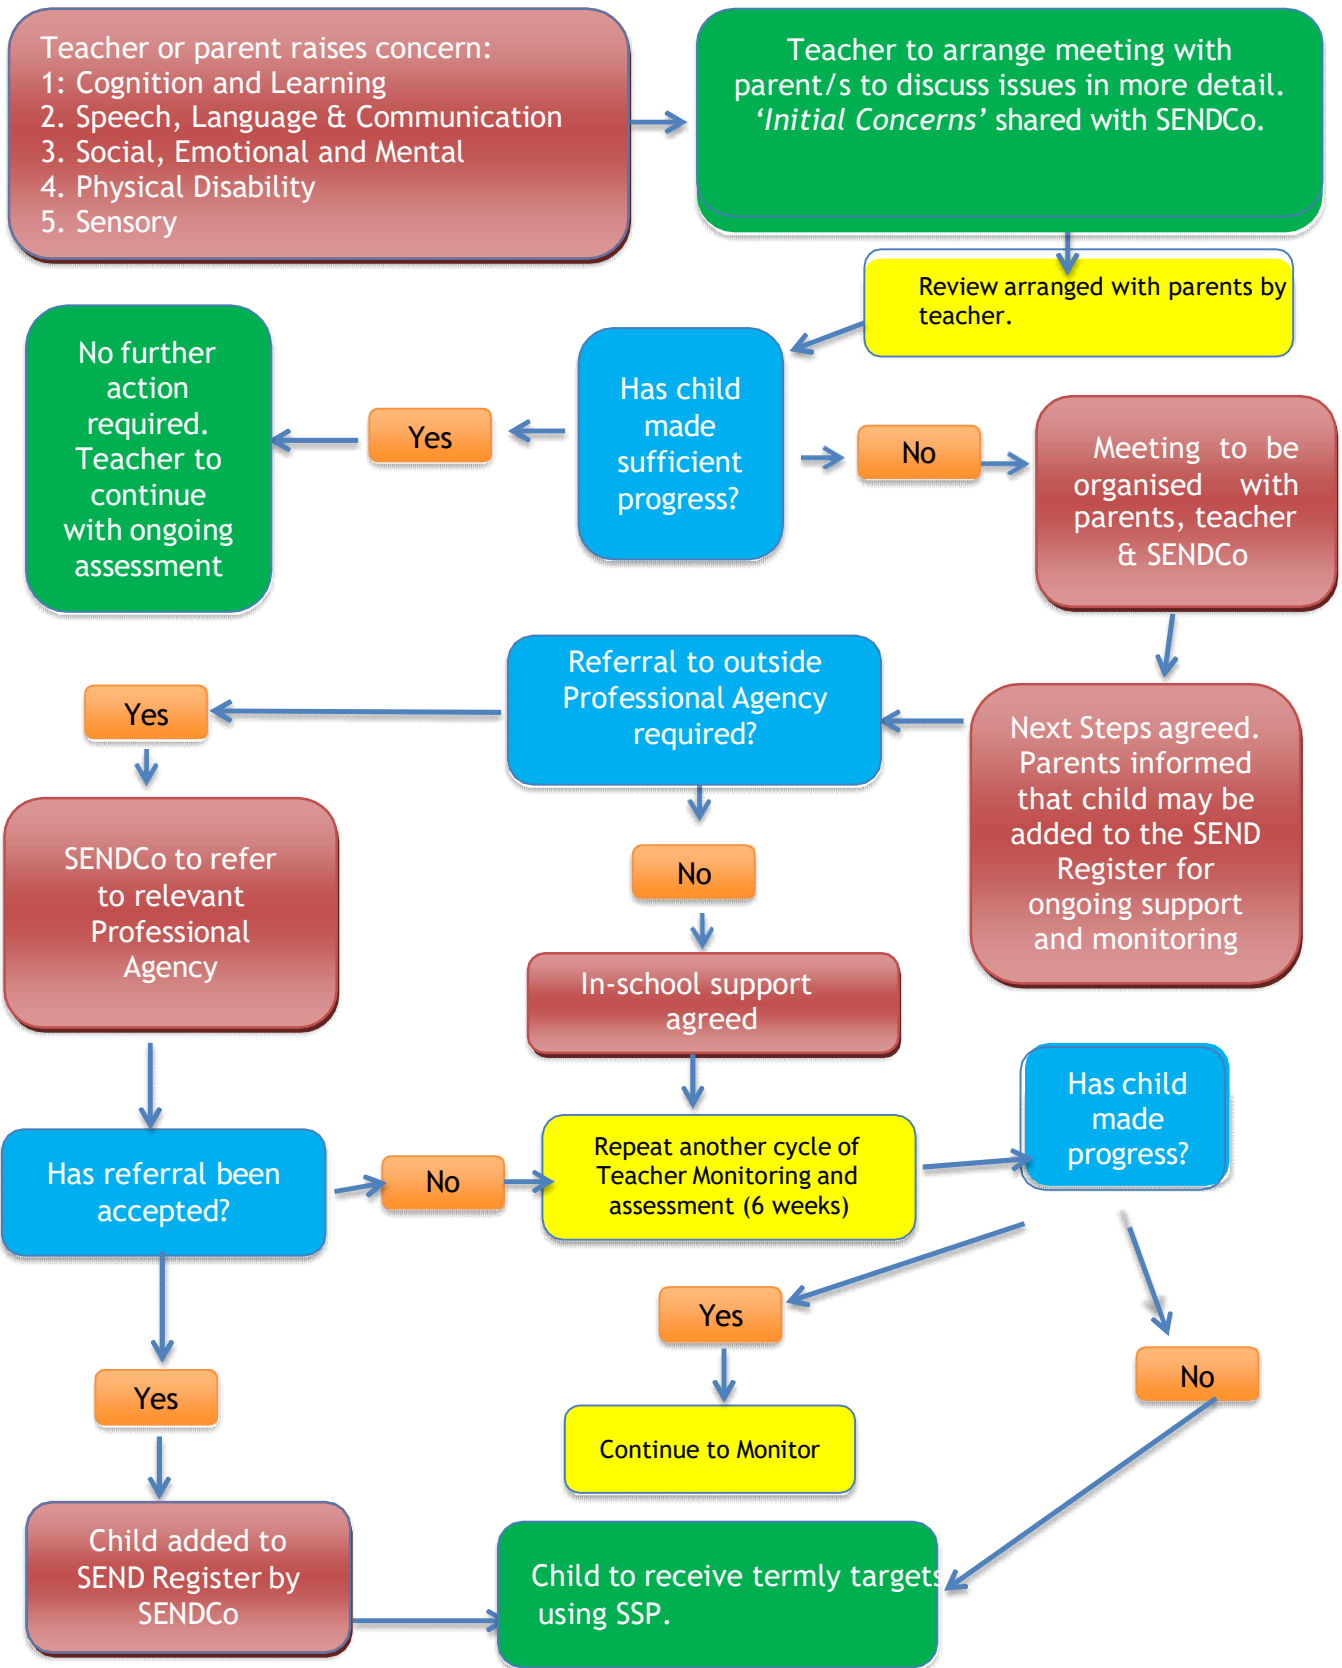 Teacher or parent raises concern:
1: Cognition and Learning
2. Speech, Language & Communication
3. Social, Emotional and Mental
4. Physical Disability
5. Sensory
Teacher to arrange meeting with
parent/s to discuss issues in more detail.
‘Initial Concerns’ shared with SENDCo.
Review arranged with parents by
teacher.
Has child
made
sufficient
progress?
Yes
No further
action
required.
Teacher to
continue
with ongoing
assessment
No
Meeting to be
organised with
parents, teacher
& SENDCo
Next Steps agreed.
Parents informed
that child may be
added to the SEND
Register for
ongoing support
and monitoring
Referral to outside
Professional Agency
required?
Yes
SENDCo to refer
to relevant
Professional
Agency
No
In-school support
agreed
Has referral been
accepted?
No
Repeat another cycle of
Teacher Monitoring and
assessment (6 weeks)
Has child
made
progress?
Yes
Continue to Monitor
No
Yes
Child added to
SEND Register by
SENDCo
Child to receive termly targets
using SSP.